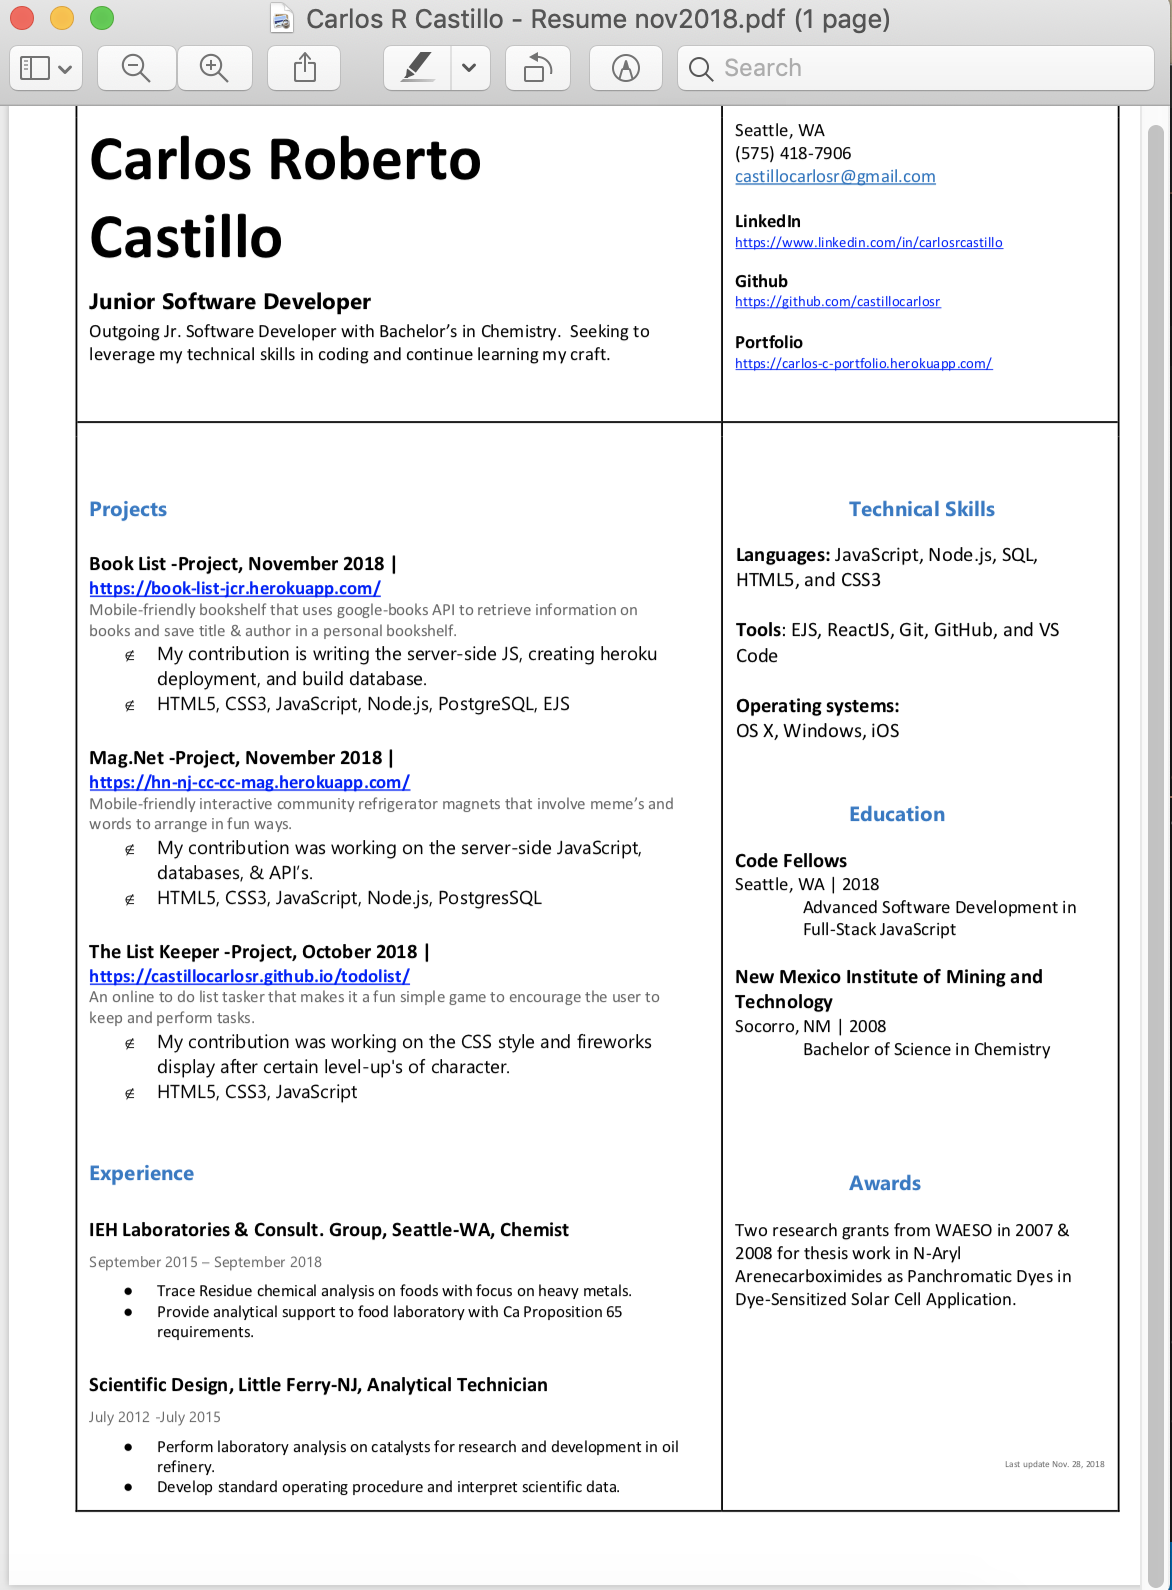 Carlos R Castillo - Resume nov2018.pdf (1 page)
Search
Carlos Roberto
Castillo
Junior Software Developer
Outgoing Jr. Software Developer with Bachelor’s in Chemistry.  Seeking to
leverage my technical skills in coding and continue learning my craft.
Seattle, WA
(575) 418-7906
castillocarlosr@gmail.com
LinkedIn
https://www.linkedin.com/in/carlosrcastillo
Github
https://github.com/castillocarlosr
Portfolio
https://carlos-c-portfolio.herokuapp.com/
Projects
Book List -Project, November 2018 |
https://book-list-jcr.herokuapp.com/
Mobile-friendly bookshelf that uses google-books API to retrieve information on
books and save title & author in a personal bookshelf.
∉ My contribution is writing the server-side JS, creating heroku
deployment, and build database.
∉ HTML5, CSS3, JavaScript, Node.js, PostgreSQL, EJS
Mag.Net -Project, November 2018 |
https://hn-nj-cc-cc-mag.herokuapp.com/
Mobile-friendly interactive community refrigerator magnets that involve meme’s and
words to arrange in fun ways.
∉ My contribution was working on the server-side JavaScript,
databases, & API’s.
∉ HTML5, CSS3, JavaScript, Node.js, PostgresSQL
The List Keeper -Project, October 2018 |
https://castillocarlosr.github.io/todolist/
An online to do list tasker that makes it a fun simple game to encourage the user to
keep and perform tasks.
∉ My contribution was working on the CSS style and fireworks
display after certain level-up's of character.
∉ HTML5, CSS3, JavaScript
Experience
IEH Laboratories & Consult. Group, Seattle-WA, Chemist
September 2015 – September 2018
● Trace Residue chemical analysis on foods with focus on heavy metals.
● Provide analytical support to food laboratory with Ca Proposition 65
requirements.
Scientific Design, Little Ferry-NJ, Analytical Technician
July 2012 -July 2015
● Perform laboratory analysis on catalysts for research and development in oil
refinery.
● Develop standard operating procedure and interpret scientific data.
Technical Skills
Languages: JavaScript, Node.js, SQL,
HTML5, and CSS3
Tools: EJS, ReactJS, Git, GitHub, and VS
Code
Operating systems:
OS X, Windows, iOS
Education
Code Fellows
Seattle, WA | 2018
Advanced Software Development in
Full-Stack JavaScript
New Mexico Institute of Mining and
Technology
Socorro, NM | 2008
Bachelor of Science in Chemistry
Awards
Two research grants from WAESO in 2007 &
2008 for thesis work in N-Aryl
Arenecarboximides as Panchromatic Dyes in
Dye-Sensitized Solar Cell Application.
Last update Nov. 28, 2018